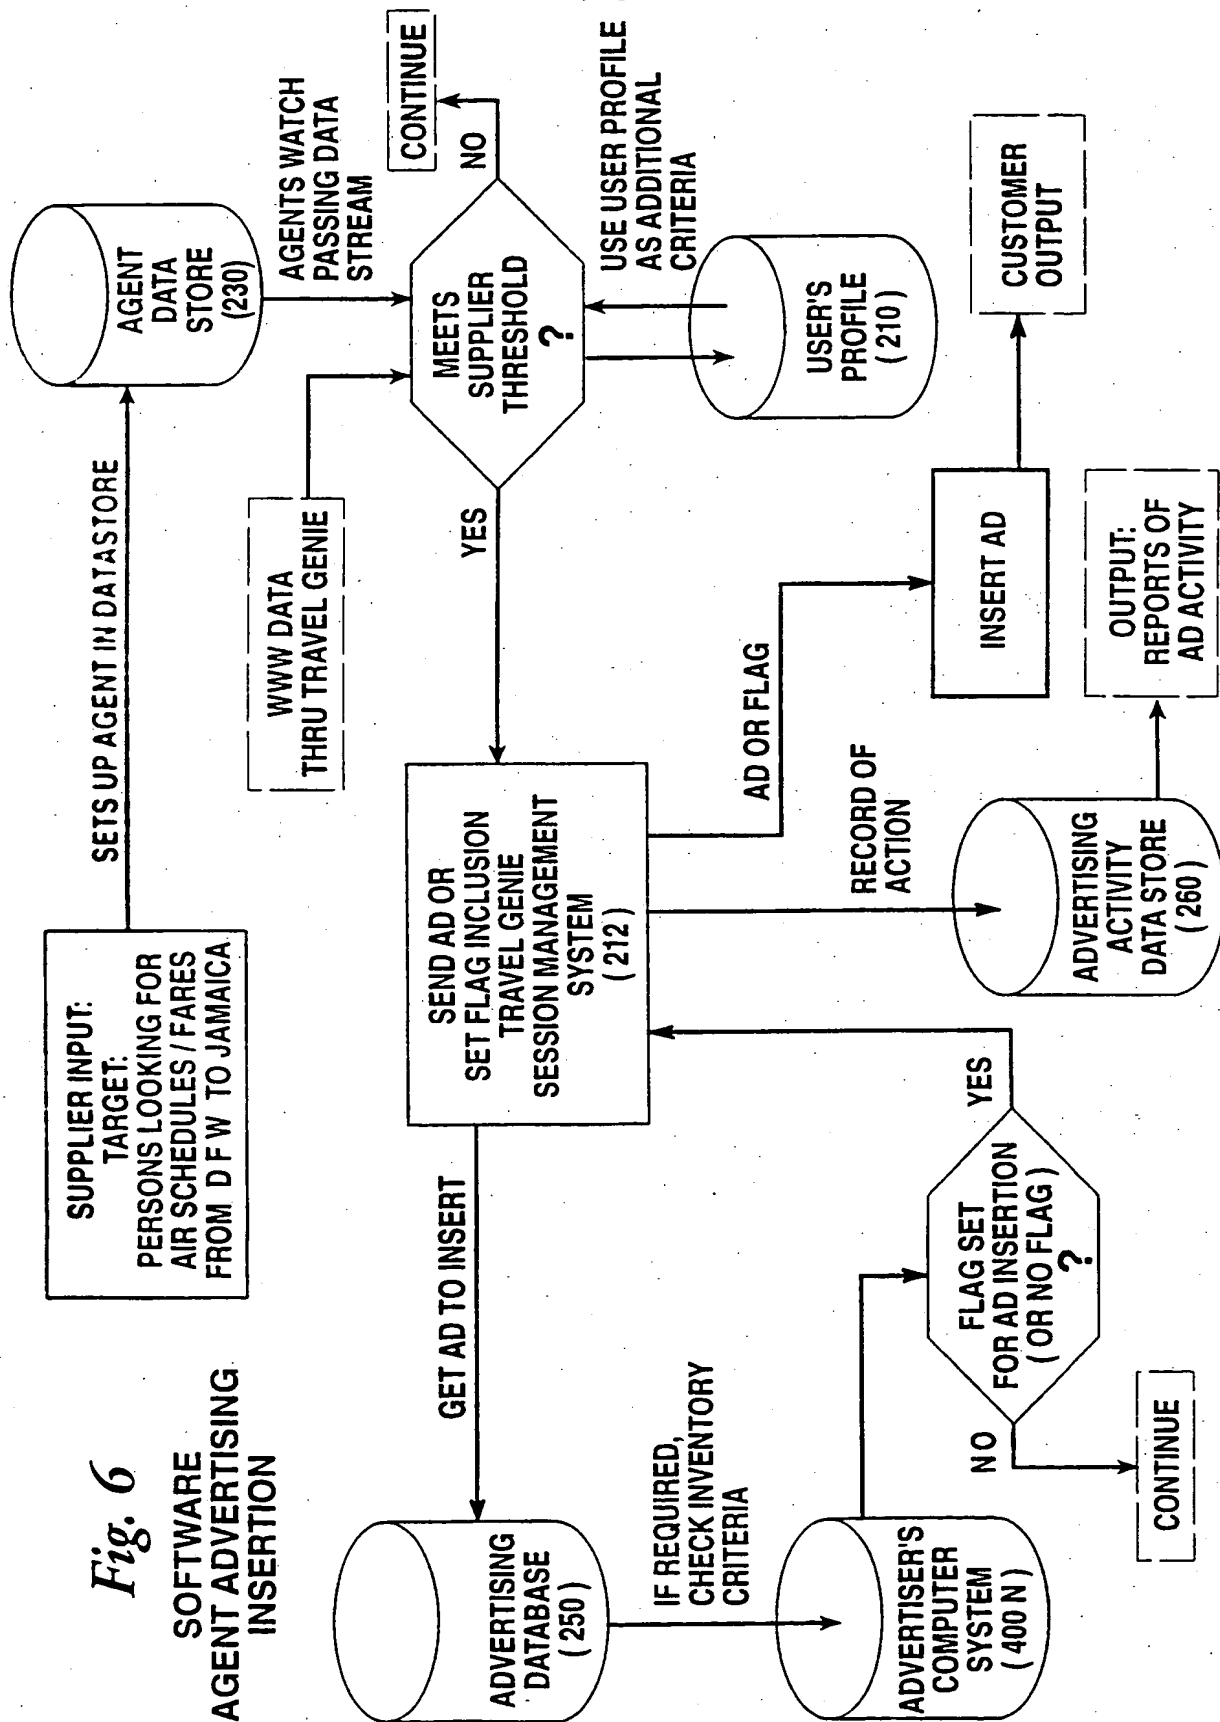 Fig. 6
SOFTWARE
AGENT ADVERTISING
INSERTION
SUPPLIER INPUT:
TARGET:
PERSONS LOOKING FOR
AIR SCHEDULES / FARES
FROM D F W TO JAMAICA
SETS UP AGENT IN DATASTORE
AGENT
DATA
STORE
(230)
AGENTS WATCH
PASSING DATA
STREAM
WWW DATA
THRU TRAVEL GENIE
MEETS
SUPPLIER
THRESHOLD
?
NO
CONTINUE
USE USER PROFILE
AS ADDITIONAL
CRITERIA
USER'S
PROFILE
( 210 )
YES
SEND AD OR
SET FLAG INCLUSION
TRAVEL GENIE
SESSION MANAGEMENT
SYSTEM
( 212 )
GET AD TO INSERT
ADVERTISING
DATABASE
( 250 )
IF REQUIRED,
CHECK INVENTORY
CRITERIA
ADVERTISER'S
COMPUTER
SYSTEM
( 400 N )
FLAG SET
FOR AD INSERTION
( OR NO FLAG )
?
NO
CONTINUE
YES
RECORD OF
ACTION
ADVERTISING
ACTIVITY
DATA STORE
( 260 )
OUTPUT:
REPORTS OF
AD ACTIVITY
AD OR FLAG
INSERT AD
CUSTOMER
OUTPUT